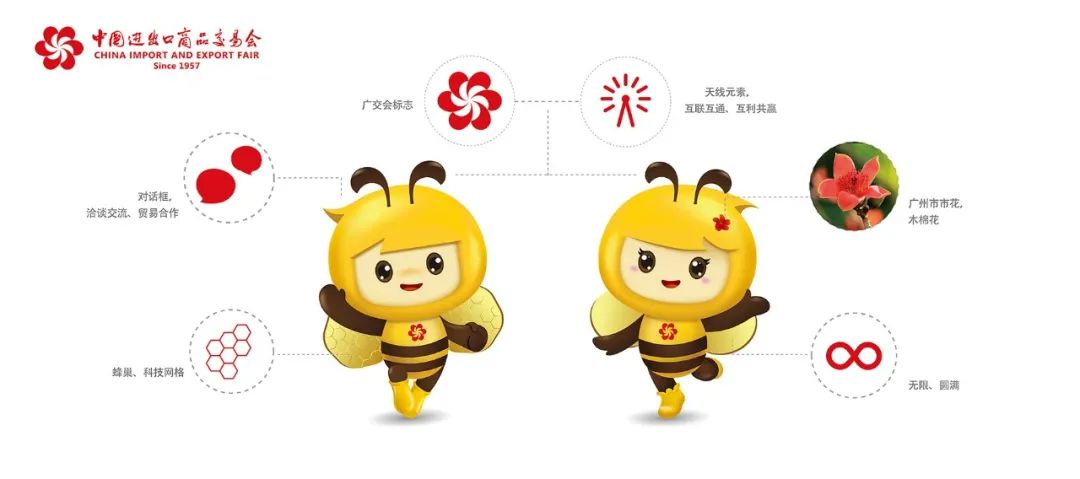 中国进出口商品交易会
CHINA IMPORT AND EXPORT FAIR
Since 1957
广交会标志
天线元素，
互联互通、互利共赢
对话框，
洽谈交流、贸易合作
广州市市花，
木棉花
蜂巢、科技网格
无限、圆满